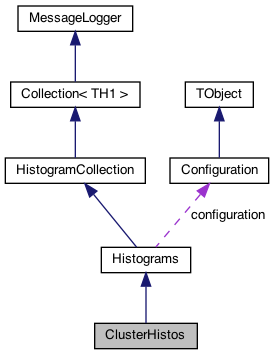 MessageLogger
Collection< TH1 >
TObject
HistogramCollection
Configuration
configuration
Histograms
ClusterHistos